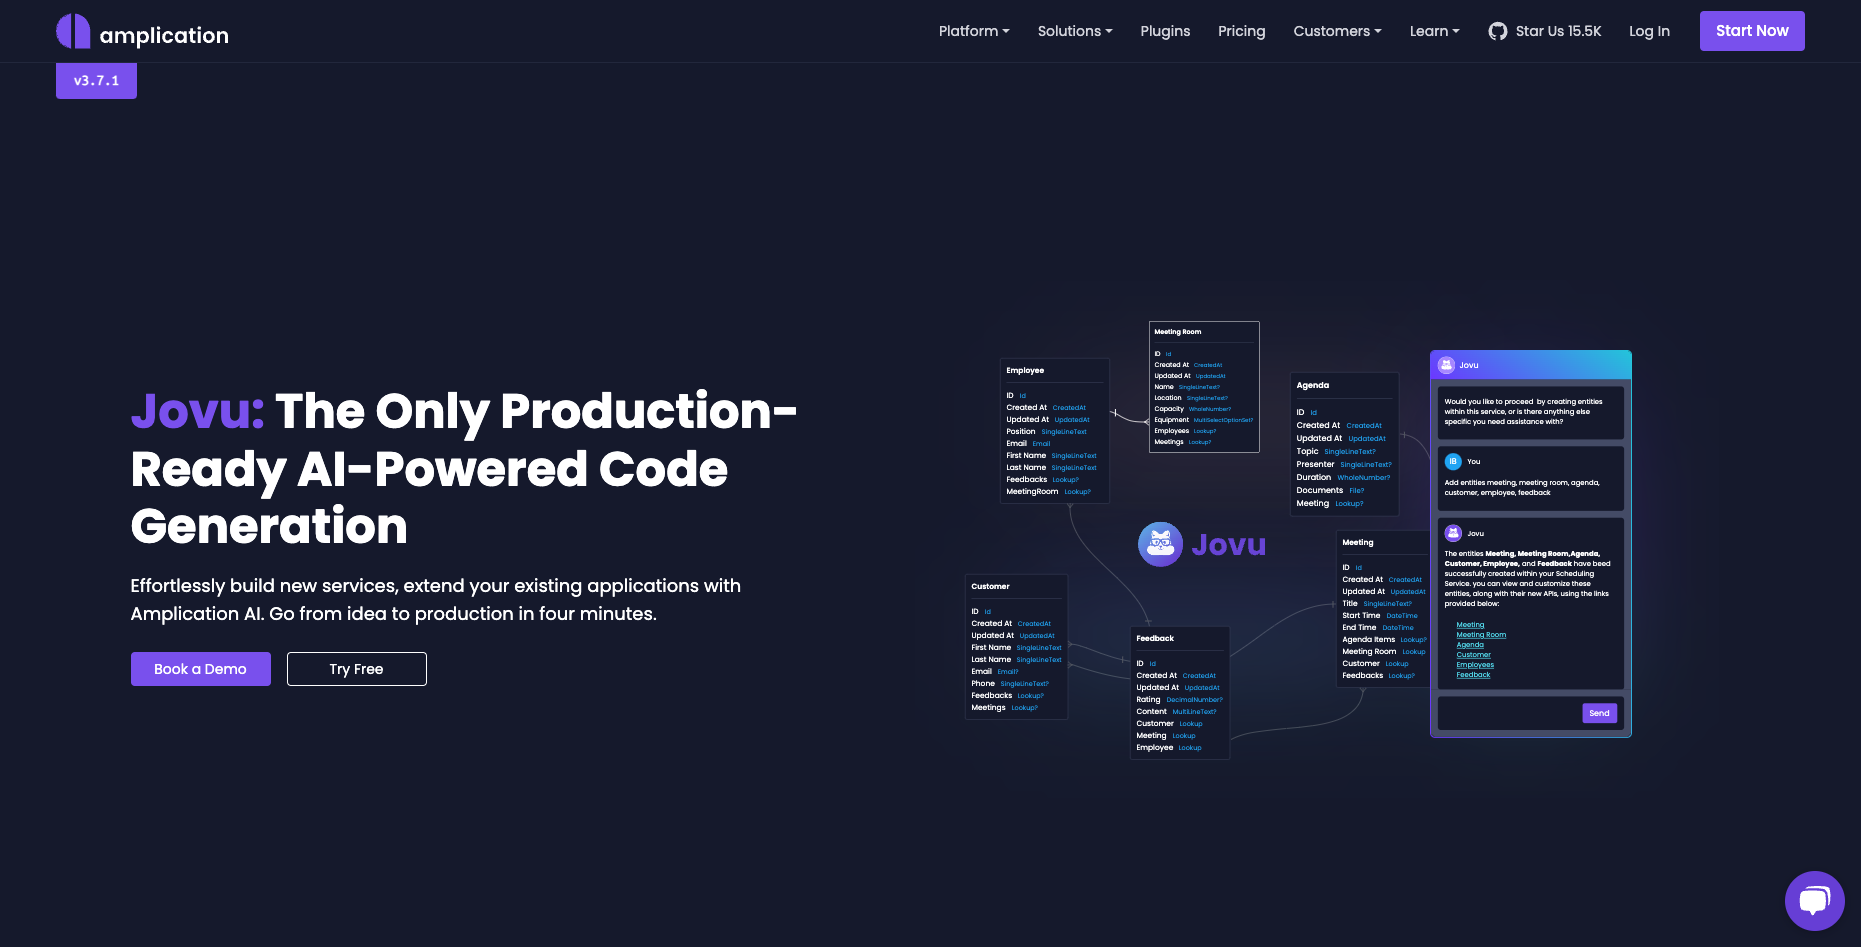 amplication
Platform
Solutions
Plugins
Pricing
Customers
Learn
Star Us 15.5K
Log In
Start Now
v3.7.1
Jovu: The Only Production-
Ready AI-Powered Code
Generation
Effortlessly build new services, extend your existing applications with
Amplication AI. Go from idea to production in four minutes.
Book a Demo
Try Free
Meeting Room
ID Id
Created At CreatedAt
Updated At UpdatedAt
Name SingleLineText?
Location SingleLineText?
Capacity WholeNumber?
Equipment MultiSelectOptionSet?
Employees Lookup?
Meetings Lookup?
Employee
ID Id
Created At CreatedAt
Updated At UpdatedAt
Position SingleLineText
Email Email
First Name SingleLineText
Last Name SingleLineText
Feedbacks Lookup?
MeetingRoom Lookup?
Agenda
ID Id
Created At CreatedAt
Updated At UpdatedAt
Topic SingleLineText?
Presenter SingleLineText?
Duration WholeNumber?
Documents File?
Meeting Lookup?
Jovu
Customer
ID Id
Created At CreatedAt
Updated At UpdatedAt
First Name SingleLineText
Last Name SingleLineText
Email Email?
Phone SingleLineText?
Feedbacks Lookup?
Meetings Lookup?
Feedback
ID Id
Created At CreatedAt
Updated At UpdatedAt
Rating DecimalNumber?
Content MultiLineText?
Customer Lookup
Meeting Lookup
Employee Lookup
Meeting
ID Id
Created At CreatedAt
Updated At UpdatedAt
Title SingleLineText?
Start Time DateTime
End Time DateTime
Agenda Items Lookup?
Meeting Room Lookup
Customer Lookup
Feedbacks Lookup?
Jovu
Would you like to proceed by creating entities
within this service, or is there anything else
specific you need assistance with?
IB You
Add entities meeting, meeting room, agenda,
customer, employee, feedback
Jovu
The entities Meeting, Meeting Room,Agenda,
Customer, Employee, and Feedback have beed
successfully created within your Scheduling
Service. you can view and customize these
entities, along with their new APIs, using the links
provided below:
Meeting
Meeting Room
Agenda
Customer
Employees
Feedback
Send